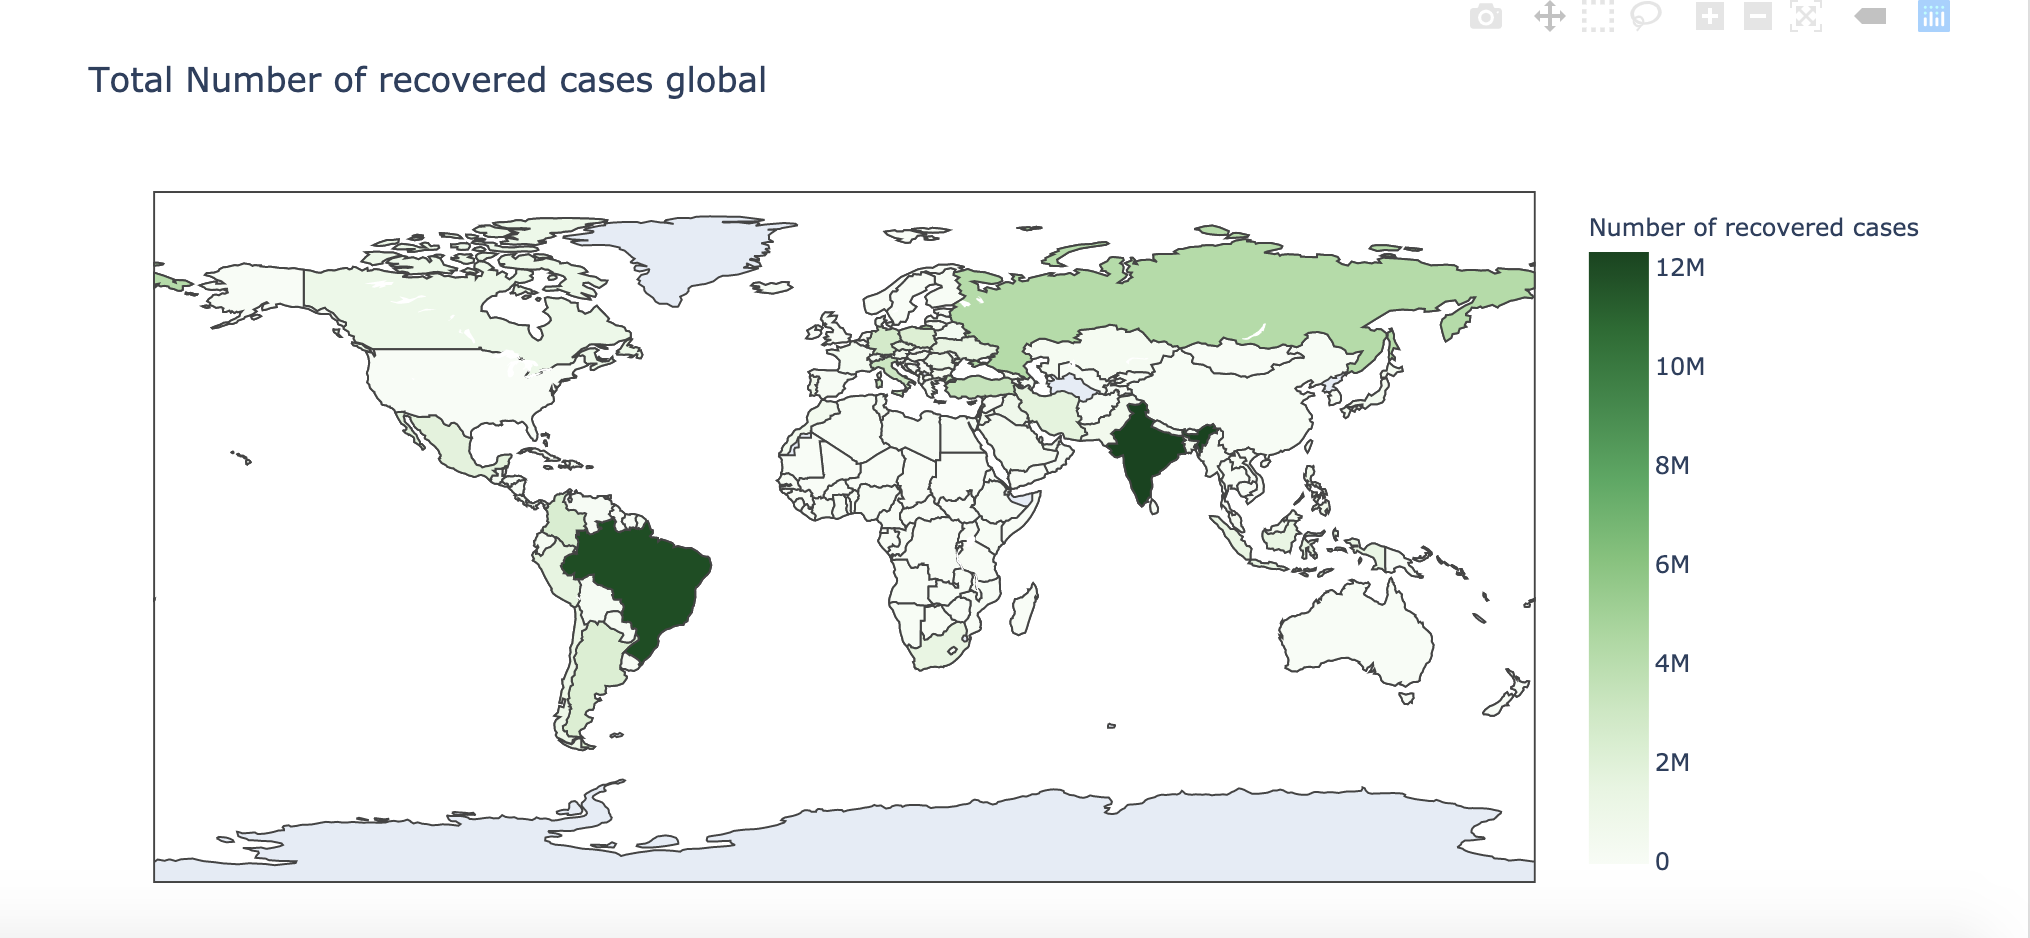 Total Number of recovered cases global
Number of recovered cases
12M
10M
8M
6M
4M
2M
0